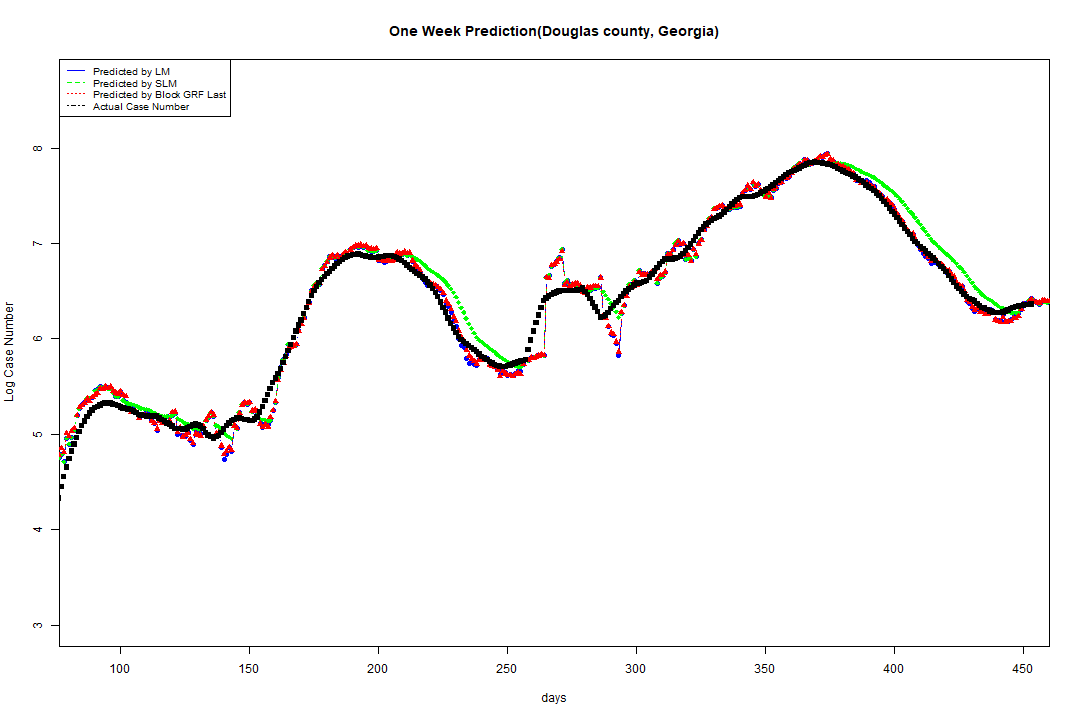 One Week Prediction(Douglas county, Georgia)
Predicted by LM
Predicted by SLM
Predicted by Block GRF Last
Actual Case Number
Log Case Number
8
7
6
5
4
3
100 150 200 250 300 350 400 450
days